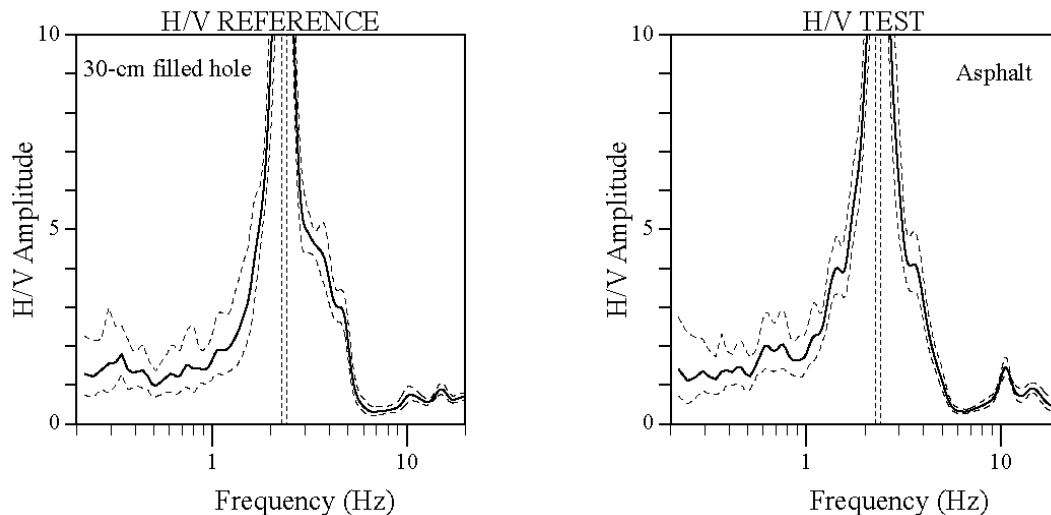 H/V REFERENCE
10
30-cm filled hole
H/V Amplitude
5
0
1
10
Frequency (Hz)
H/V TEST
10
Asphalt
H/V Amplitude
5
0
1
10
Frequency (Hz)